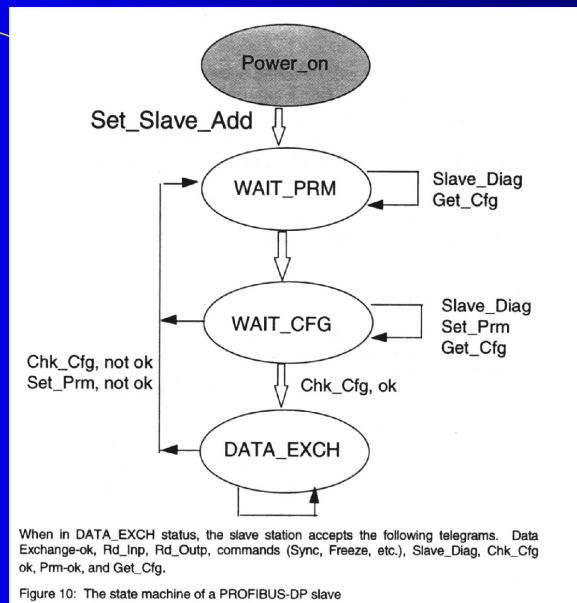 Power_on
Set_Slave_Add
WAIT_PRM
Slave_Diag
Get_Cfg
WAIT_CFG
Slave_Diag
Set_Prm
Get_Cfg
Chk_Cfg, not ok
Set_Prm, not ok
Chk_Cfg, ok
DATA_EXCH
When in DATA_EXCH status, the slave station accepts the following telegrams. Data
Exchange-ok, Rd_Inp, Rd_Outp, commands (Sync, Freeze, etc.), Slave_Diag, Chk_Cfg
ok, Prm-ok, and Get_Cfg.
Figure 10: The state machine of a PROFIBUS-DP slave